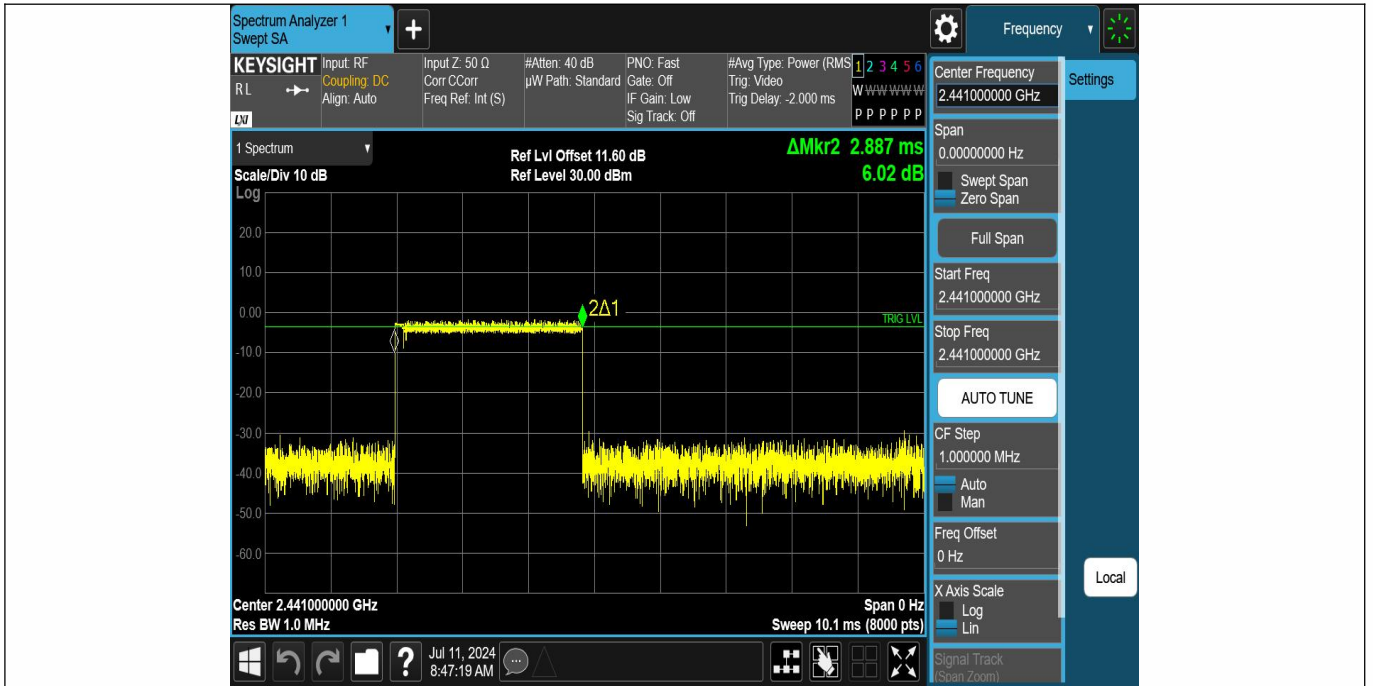 Spectrum Analyzer 1
Swept SA
+
Frequency
KEYSIGHT
RL
LXI
Input: RF
Coupling: DC
Align: Auto
Input Z: 50 Ω
Corr CCorr
Freq Ref: Int (S)
#Atten: 40 dB
µW Path: Standard
PNO: Fast
Gate: Off
IF Gain: Low
Sig Track: Off
#Avg Type: Power (RMS
Trig: Video
Trig Delay: -2.000 ms
1 2 3 4 5 6
W W W W W W
P P P P P P
1 Spectrum
Scale/Div 10 dB
Ref Lvl Offset 11.60 dB
Ref Level 30.00 dBm
ΔMkr2 2.887 ms
6.02 dB
Log
20.0
10.0
0.00
-10.0
-20.0
-30.0
-40.0
-50.0
-60.0
2Δ1
TRIG LVL
Center 2.441000000 GHz
Res BW 1.0 MHz
Span 0 Hz
Sweep 10.1 ms (8000 pts)
Center Frequency
2.441000000 GHz
Settings
Span
0.00000000 Hz
Swept Span
Zero Span
Full Span
Start Freq
2.441000000 GHz
Stop Freq
2.441000000 GHz
AUTO TUNE
CF Step
1.000000 MHz
Auto
Man
Freq Offset
0 Hz
X Axis Scale
Log
Lin
Signal Track
(Span Zoom)
Local
?
Jul 11, 2024
8:47:19 AM